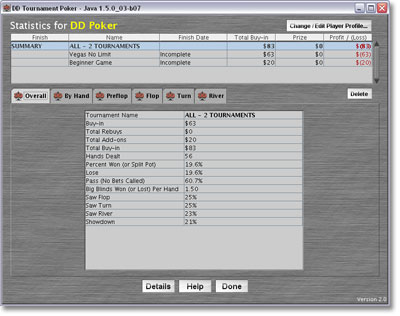 DD Tournament Poker - Java 1.5.0_03-b07
Statistics for DD Poker
Change / Edit Player Profile...
Finish Name Finish Date Total Buy-in Prize Profit / (Loss)
SUMMARY ALL - 2 TOURNAMENTS $83 $0 $(83)
Vegas No Limit Incomplete $63 $0 $(63)
Beginner Game Incomplete $20 $0 $(20)
Overall By Hand Preflop Flop Turn River
Delete
Tournament Name ALL - 2 TOURNAMENTS
Buy-in $63
Total Rebuys $0
Total Add-ons $20
Total Buy-in $83
Hands Dealt 56
Percent Won (or Split Pot) 19.6%
Lose 19.6%
Pass (No Bets Called) 60.7%
Big Blinds Won (or Lost) Per Hand 1.50
Saw Flop 25%
Saw Turn 25%
Saw River 23%
Showdown 21%
Details Help Done
Version 2.0